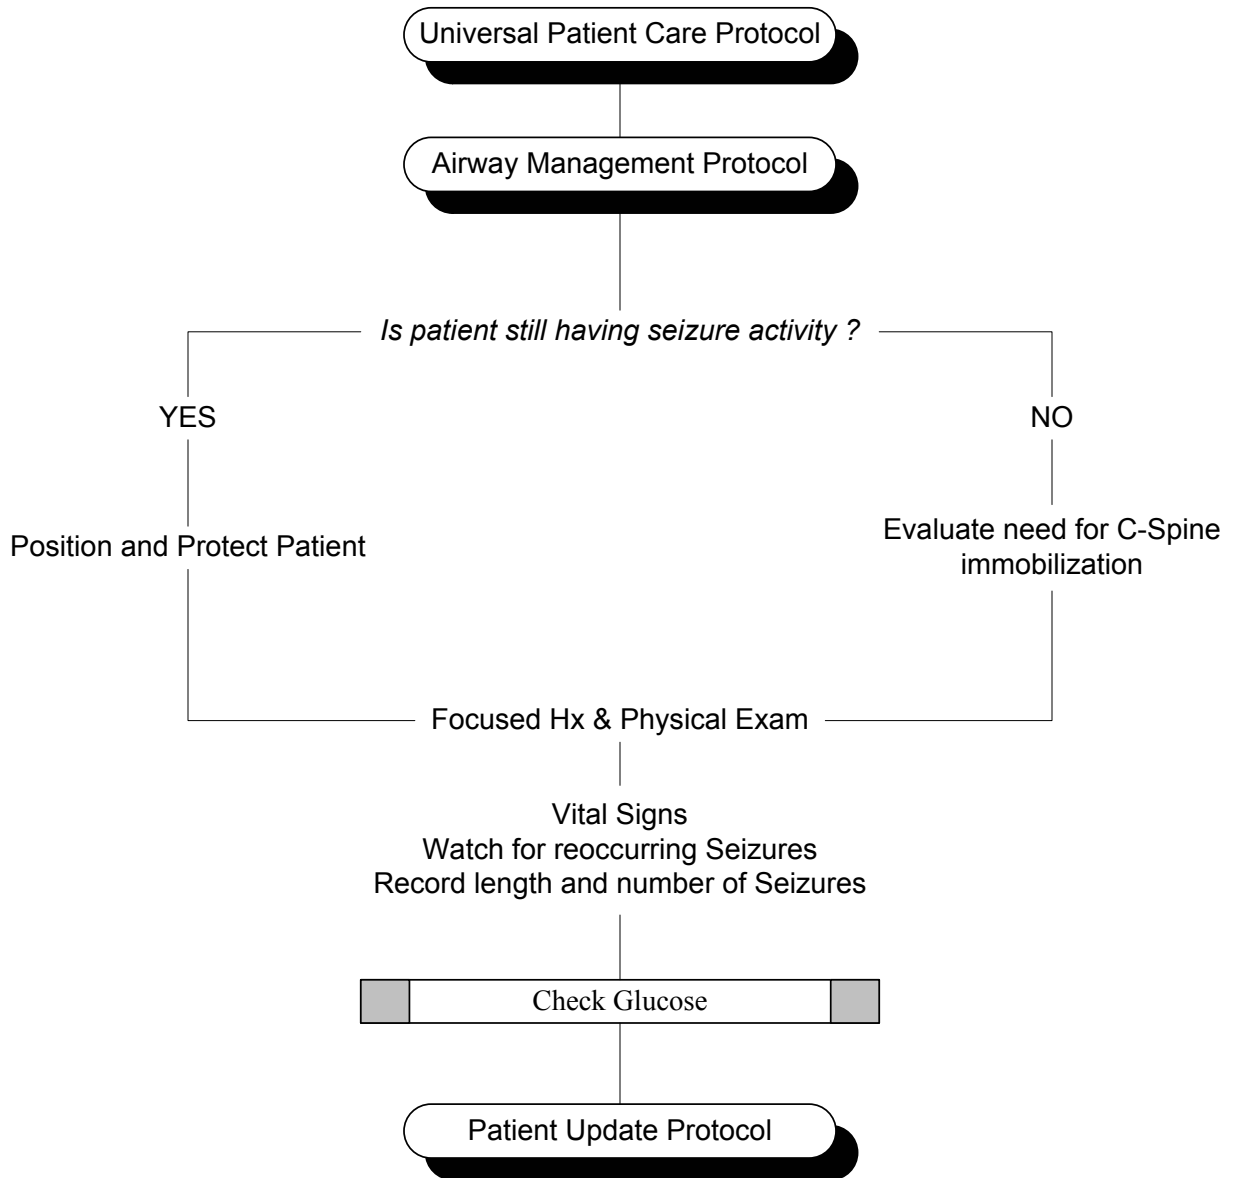 Universal Patient Care Protocol
Airway Management Protocol
Is patient still having seizure activity ?
YES
NO
Position and Protect Patient
Evaluate need for C-Spine
immobilization
Focused Hx & Physical Exam
Vital Signs
Watch for reoccurring Seizures
Record length and number of Seizures
Check Glucose
Patient Update Protocol